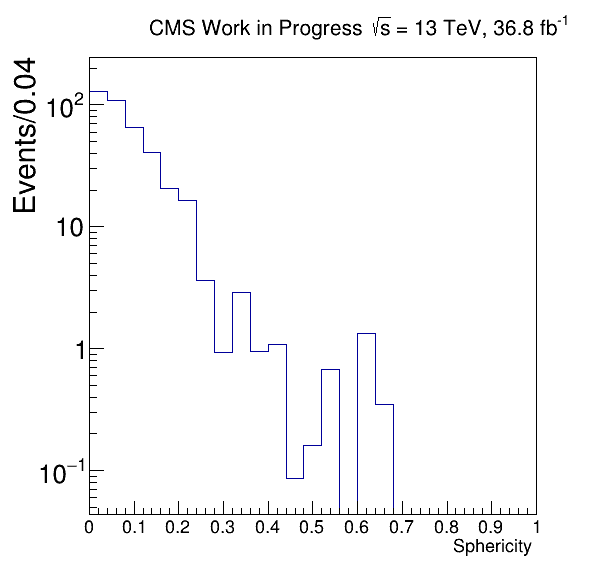 CMS Work in Progress √s = 13 TeV, 36.8 fb⁻¹
Events/0.04
10²
10
1
10⁻¹
0 0.1 0.2 0.3 0.4 0.5 0.6 0.7 0.8 0.9 1
Sphericity